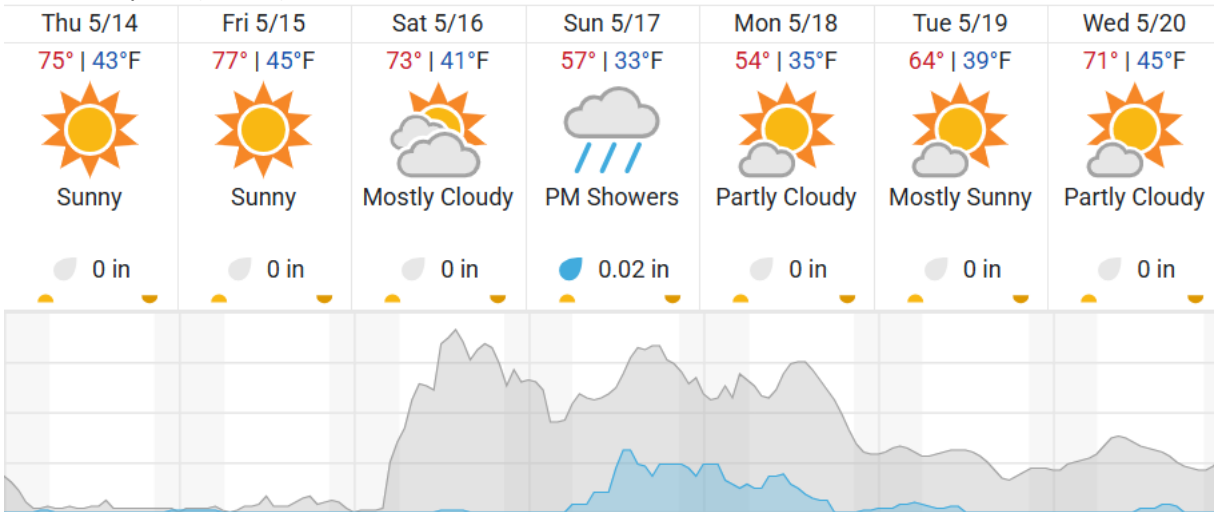 Thu 5/14 Fri 5/15 Sat 5/16 Sun 5/17 Mon 5/18 Tue 5/19 Wed 5/20
75° | 43°F 77° | 45°F 73° | 41°F 57° | 33°F 54° | 35°F 64° | 39°F 71° | 45°F
Sunny Sunny Mostly Cloudy PM Showers Partly Cloudy Mostly Sunny Partly Cloudy
0 in 0 in 0 in 0.02 in 0 in 0 in 0 in